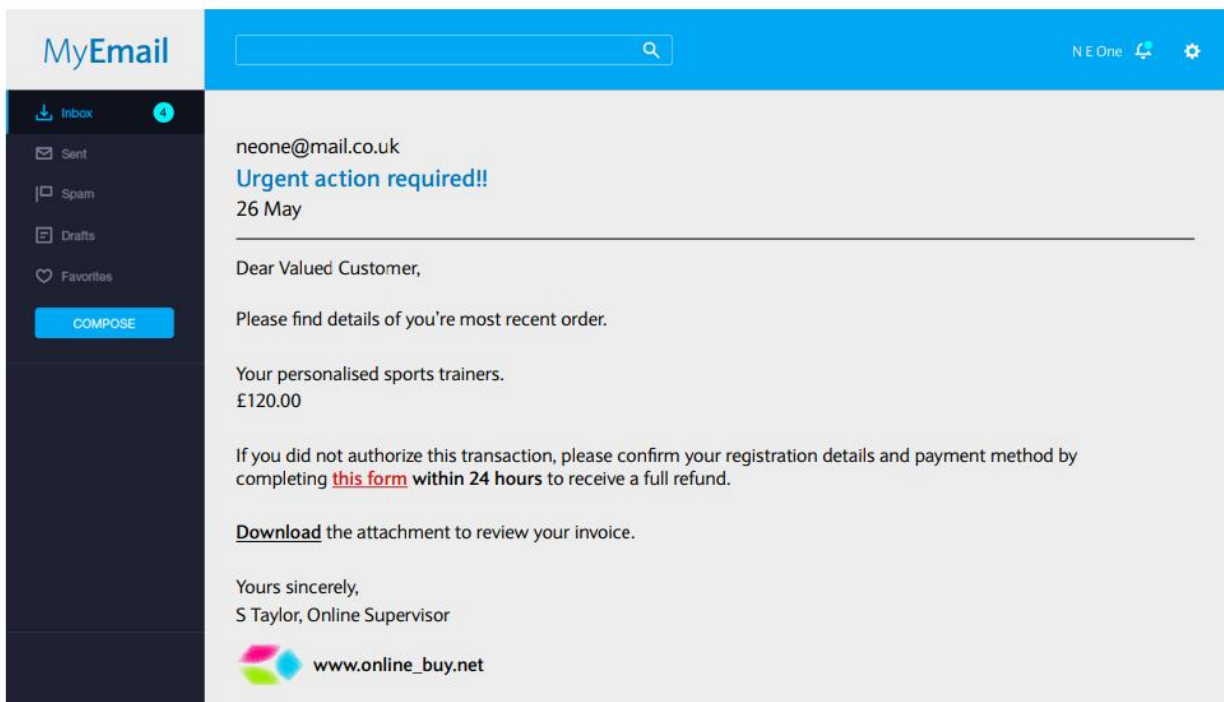 MyEmail
N E One
Inbox 4
Sent
Spam
Drafts
Favorites
COMPOSE
neone@mail.co.uk
Urgent action required!!
26 May
Dear Valued Customer,
Please find details of you’re most recent order.
Your personalised sports trainers.
£120.00
If you did not authorize this transaction, please confirm your registration details and payment method by
completing this form within 24 hours to receive a full refund.
Download the attachment to review your invoice.
Yours sincerely,
S Taylor, Online Supervisor
www.online_buy.net